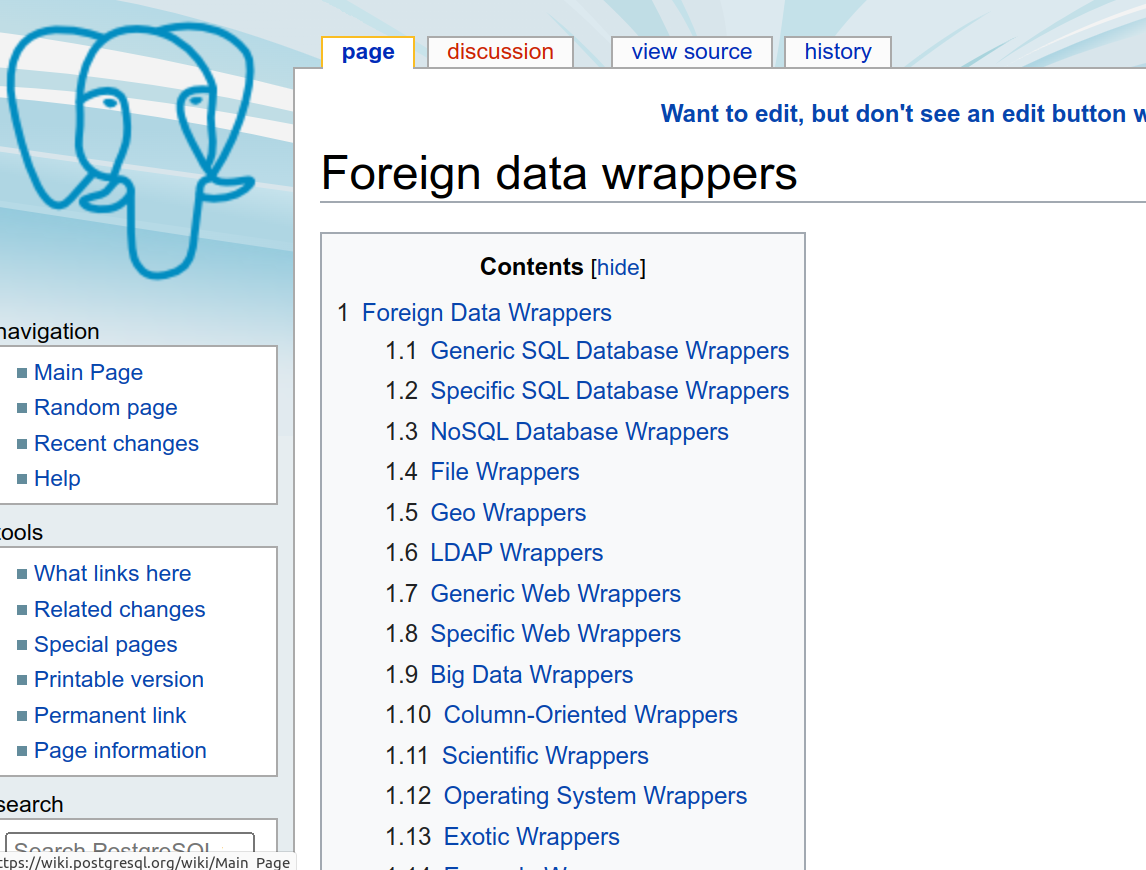 page discussion view source history
Want to edit, but don't see an edit button w
Foreign data wrappers
Contents [hide]
1 Foreign Data Wrappers
1.1 Generic SQL Database Wrappers
1.2 Specific SQL Database Wrappers
1.3 NoSQL Database Wrappers
1.4 File Wrappers
1.5 Geo Wrappers
1.6 LDAP Wrappers
1.7 Generic Web Wrappers
1.8 Specific Web Wrappers
1.9 Big Data Wrappers
1.10 Column-Oriented Wrappers
1.11 Scientific Wrappers
1.12 Operating System Wrappers
1.13 Exotic Wrappers
navigation
Main Page
Random page
Recent changes
Help
tools
What links here
Related changes
Special pages
Printable version
Permanent link
Page information
search
Search PostgreSQL
ttps://wiki.postgresql.org/wiki/Main_Page